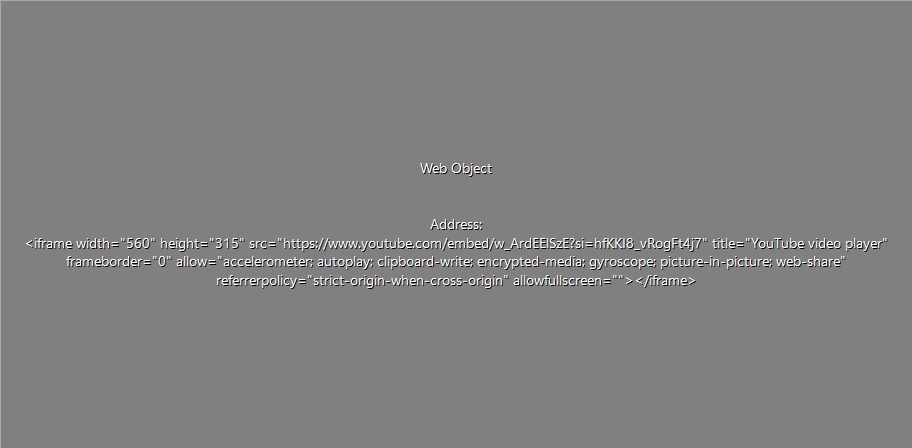 Web Object
Address:
<iframe width="560" height="315" src="https://www.youtube.com/embed/w_ArdEElSzE?si=hfKKl8_vRogFt4j7" title="YouTube video player"
frameborder="0" allow="accelerometer; autoplay; clipboard-write; encrypted-media; gyroscope; picture-in-picture; web-share"
referrerpolicy="strict-origin-when-cross-origin" allowfullscreen=""></iframe>